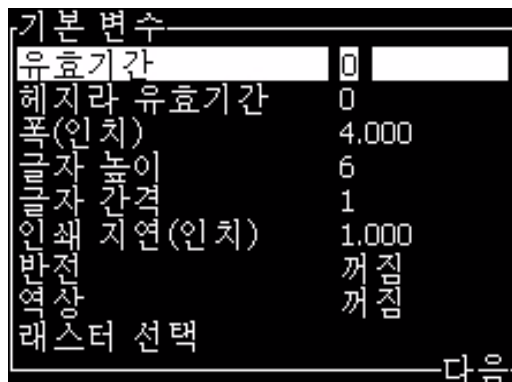 기본 변수
유효기간 0
헤지라 유효기간 0
폭(인치) 4.000
글자 높이 6
글자 간격 1
인쇄 지연(인치) 1.000
반전 꺼짐
역상 꺼짐
래스터 선택
다음